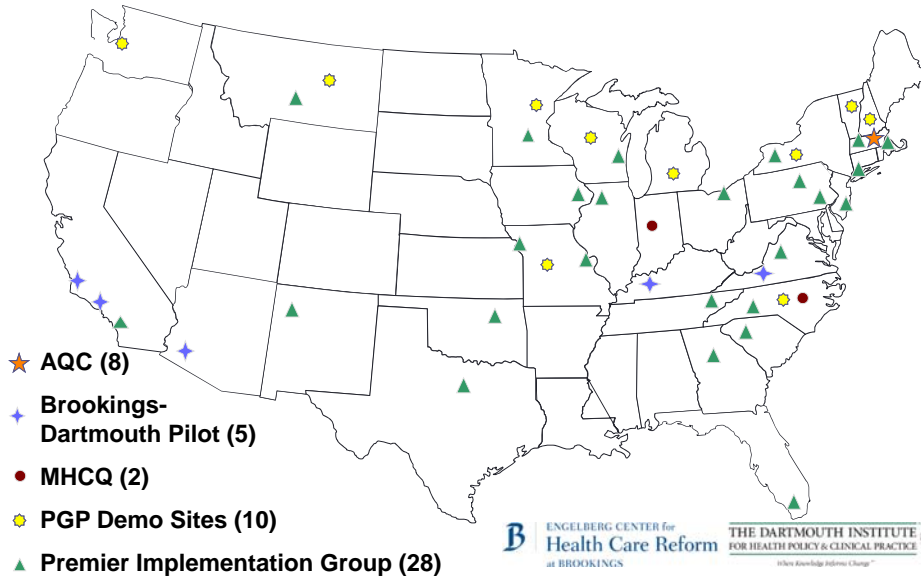 AQC (8)
Brookings-
Dartmouth Pilot (5)
MHCQ (2)
PGP Demo Sites (10)
Premier Implementation Group (28)
B
ENGELBERG CENTER for
Health Care Reform
at BROOKINGS
THE DARTMOUTH INSTITUTE
FOR HEALTH POLICY & CLINICAL PRACTICE
Where Knowledge Informs Change™